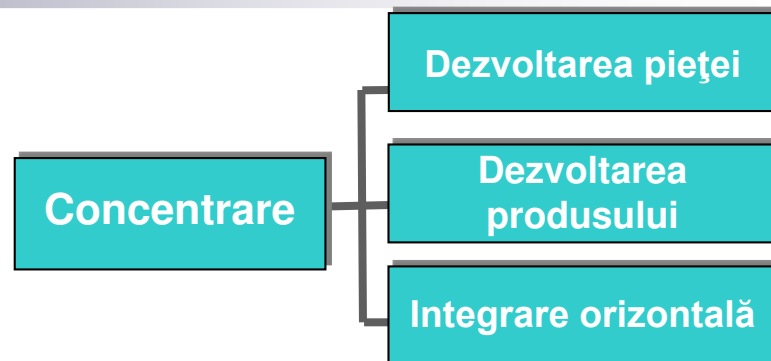 Dezvoltarea pieţei
Concentrare
Dezvoltarea
produsului
Integrare orizontală